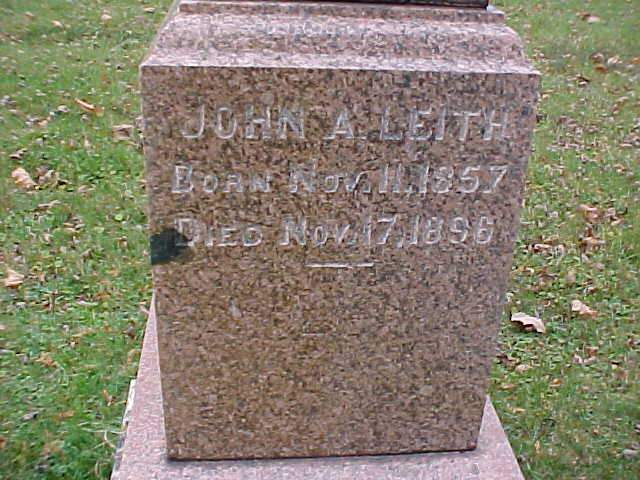 JOHN A. LEITH
BORN NOV. 11, 1857
DIED NOV. 17, 1896